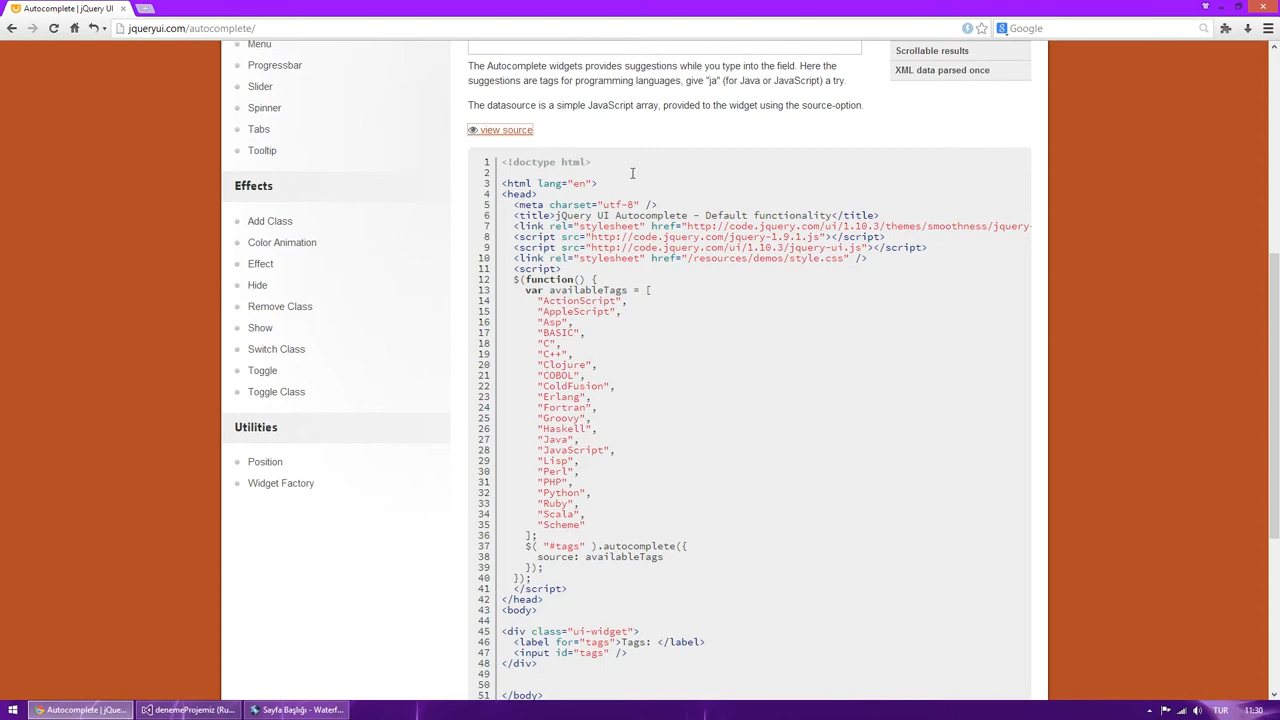 Autocomplete | jQuery UI
jqueryui.com/autocomplete/
Google
Menu
Progressbar
Slider
Spinner
Tabs
Tooltip
Effects
Add Class
Color Animation
Effect
Hide
Remove Class
Show
Switch Class
Toggle
Toggle Class
Utilities
Position
Widget Factory
Scrollable results
XML data parsed once
The Autocomplete widgets provides suggestions while you type into the field. Here the
suggestions are tags for programming languages, give "ja" (for Java or JavaScript) a try.
The datasource is a simple JavaScript array, provided to the widget using the source-option.
view source
1 <!doctype html>
2
3 <html lang="en">
4 <head>
5 <meta charset="utf-8" />
6 <title>jQuery UI Autocomplete - Default functionality</title>
7 <link rel="stylesheet" href="http://code.jquery.com/ui/1.10.3/themes/smoothness/jquery-
8 <script src="http://code.jquery.com/jquery-1.9.1.js"></script>
9 <script src="http://code.jquery.com/ui/1.10.3/jquery-ui.js"></script>
10 <link rel="stylesheet" href="/resources/demos/style.css" />
11 <script>
12 $(function() {
13 var availableTags = [
14 "ActionScript",
15 "AppleScript",
16 "Asp",
17 "BASIC",
18 "C",
19 "C++",
20 "Clojure",
21 "COBOL",
22 "ColdFusion",
23 "Erlang",
24 "Fortran",
25 "Groovy",
26 "Haskell",
27 "Java",
28 "JavaScript",
29 "Lisp",
30 "Perl",
31 "PHP",
32 "Python",
33 "Ruby",
34 "Scala",
35 "Scheme"
36 ];
37 $( "#tags" ).autocomplete({
38 source: availableTags
39 });
40 });
41 </script>
42 </head>
43 <body>
44
45 <div class="ui-widget">
46 <label for="tags">Tags: </label>
47 <input id="tags" />
48 </div>
49
50
51 </body>
Autocomplete | jQue...
denemeProjemiz (Ru...
Sayfa Başlığı - Waterf...
TUR
11:30